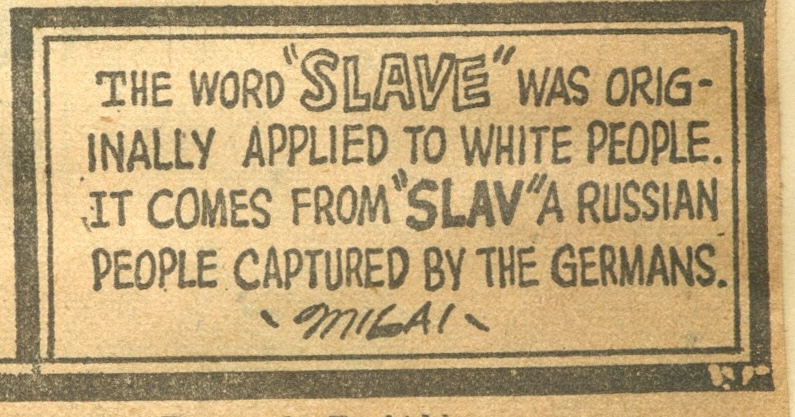 THE WORD "SLAVE" WAS ORIG-
INALLY APPLIED TO WHITE PEOPLE.
IT COMES FROM "SLAV" A RUSSIAN
PEOPLE CAPTURED BY THE GERMANS.
MILAI